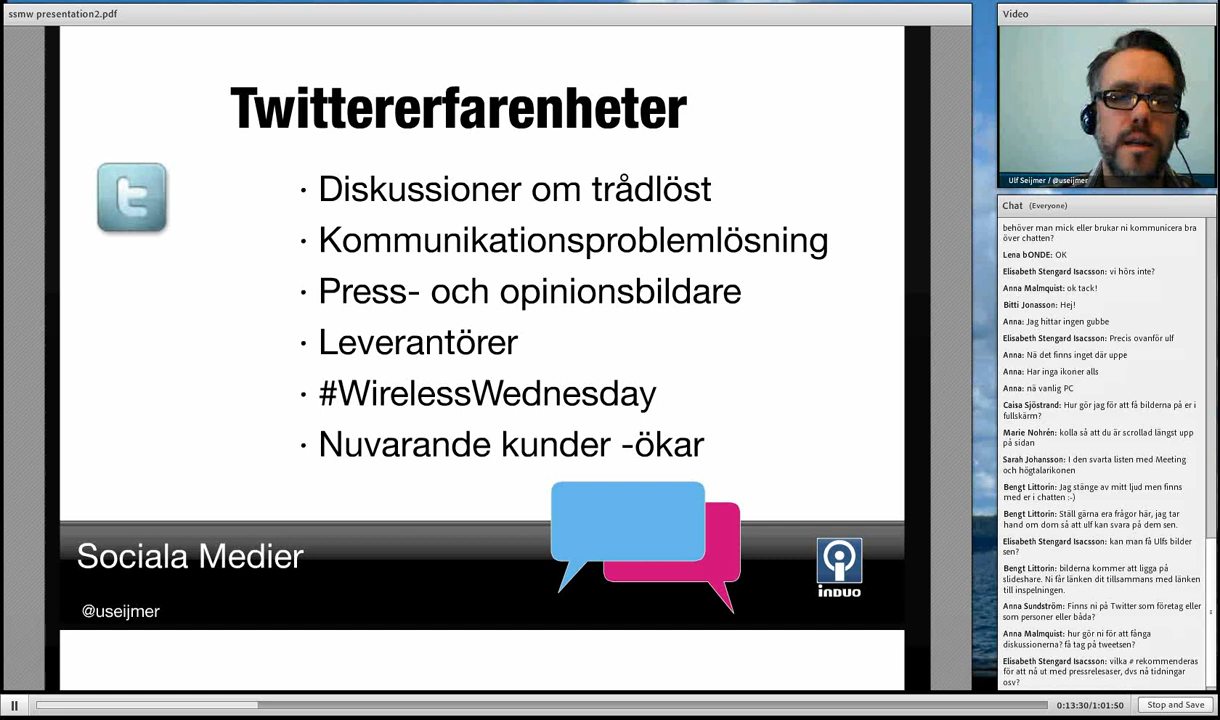 ssmw presentation2.pdf
Twittererfarenheter
· Diskussioner om trådlöst
· Kommunikationsproblemlösning
· Press- och opinionsbildare
· Leverantörer
· #WirelessWednesday
· Nuvarande kunder -ökar
Sociala Medier
@useijmer
INDUO
Video
Ulf Seijmer / @useijmer
Chat (Everyone)
behöver man mick eller brukar ni kommunicera bra
över chatten?
Lena bONDE: OK
Elisabeth Stengard Isacsson: vi hörs inte?
Anna Malmquist: ok tack!
Bitti Jonasson: Hej!
Anna: Jag hittar ingen gubbe
Elisabeth Stengard Isacsson: Precis ovanför ulf
Anna: Nä det finns inget där uppe
Anna: Har inga ikoner alls
Anna: nä vanlig PC
Caisa Sjöstrand: Hur gör jag för att få bilderna på er i
fullskärm?
Marie Nohrén: kolla så att du är scrollad längst upp
på sidan
Sarah Johansson: I den svarta listen med Meeting
och högtalarikonen
Bengt Littorin: Jag stänge av mitt ljud men finns
med er i chatten :-)
Bengt Littorin: Ställ gärna era frågor här, jag tar
hand om dom så att ulf kan svara på dem sen.
Elisabeth Stengard Isacsson: kan man få Ulfs bilder
sen?
Bengt Littorin: bilderna kommer att ligga på
slideshare. Ni får länken dit tillsammans med länken
till inspelningen.
Anna Sundström: Finns ni på Twitter som företag eller
som personer eller båda?
Anna Malmquist: hur gör ni för att fånga
diskussionerna? få tag på tweetsen?
Elisabeth Stengard Isacsson: vilka # rekommenderas
för att nå ut med pressrelesaser, dvs nå tidningar
osv?
0:13:30/1:01:50
Stop and Save